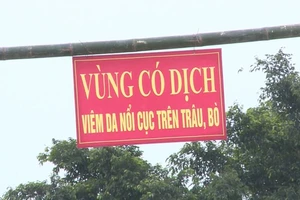 VÙNG CÓ DỊCH
VIÊM DA NỔI CỤC TRÊN TRÂU, BÒ